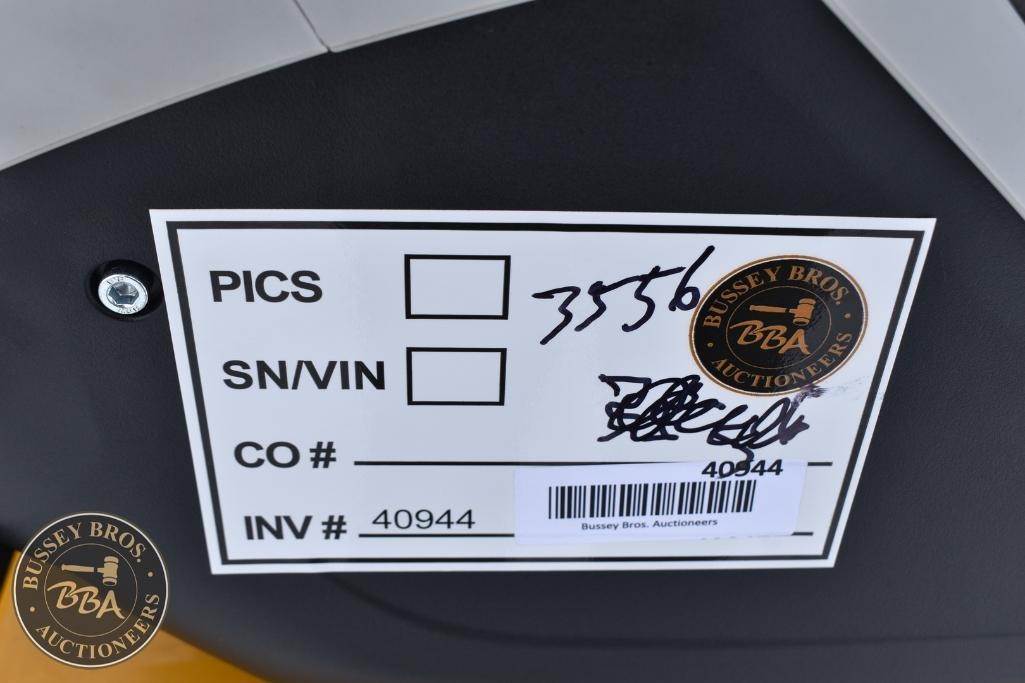 PICS
3556
BUSSEY BROS.
BBA
AUCTIONEERS
SN/VIN
CO #
40944
INV # 40944
Bussey Bros. Auctioneers
BUSSEY BROS.
BBA
AUCTIONEERS